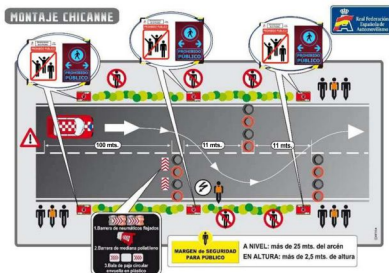 MONTAJE CHICANNE
Real Federación
Española de
Automovilismo
PROHIBIDO
PÚBLICO
PROHIBIDO
PÚBLICO
PROHIBIDO
PÚBLICO
100 mts.
11 mts.
11 mts.
1.Barrera de neumáticos flejados
2.Barrera de mediana polietileno
3.Bala de paja circular
envuelta en plástico
MARGEN de SEGURIDAD
PARA PÚBLICO
A NIVEL: más de 25 mts. del arcén
EN ALTURA: más de 2,5 mts. de altura